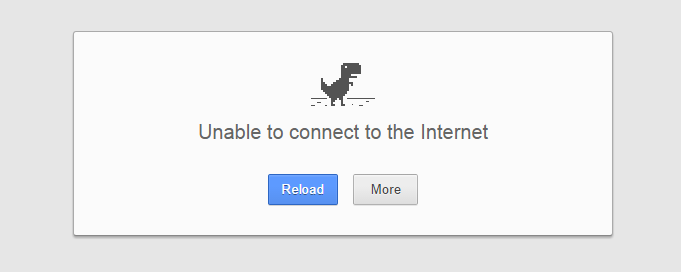 Unable to connect to the Internet
Reload More